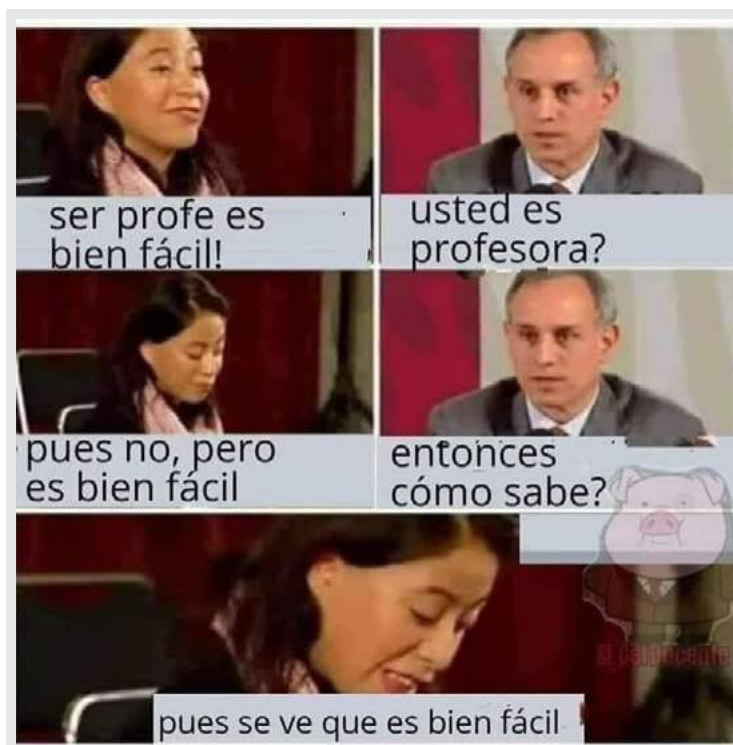 ser profe es
bien fácil!
usted es
profesora?
pues no, pero
es bien fácil
entonces
cómo sabe?
pues se ve que es bien fácil